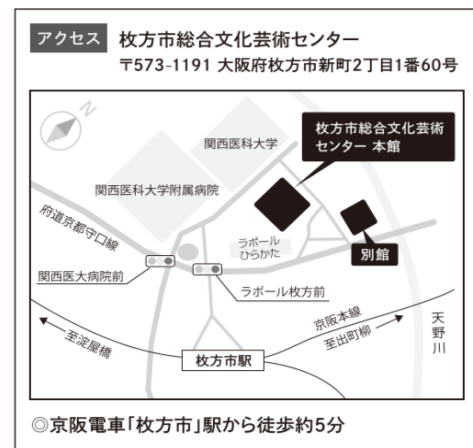 アクセス 枚方市総合文化芸術センター
〒573-1191 大阪府枚方市新町2丁目1番60号
N
関西医科大学
枚方市総合文化芸術
センター 本館
関西医科大学附属病院
府道京都守口線
ラポール
ひらかた
別館
関西医大病院前
ラポール枚方前
京阪本線
至出町柳
天野川
至淀屋橋
枚方市駅
◎京阪電車「枚方市」駅から徒歩約5分